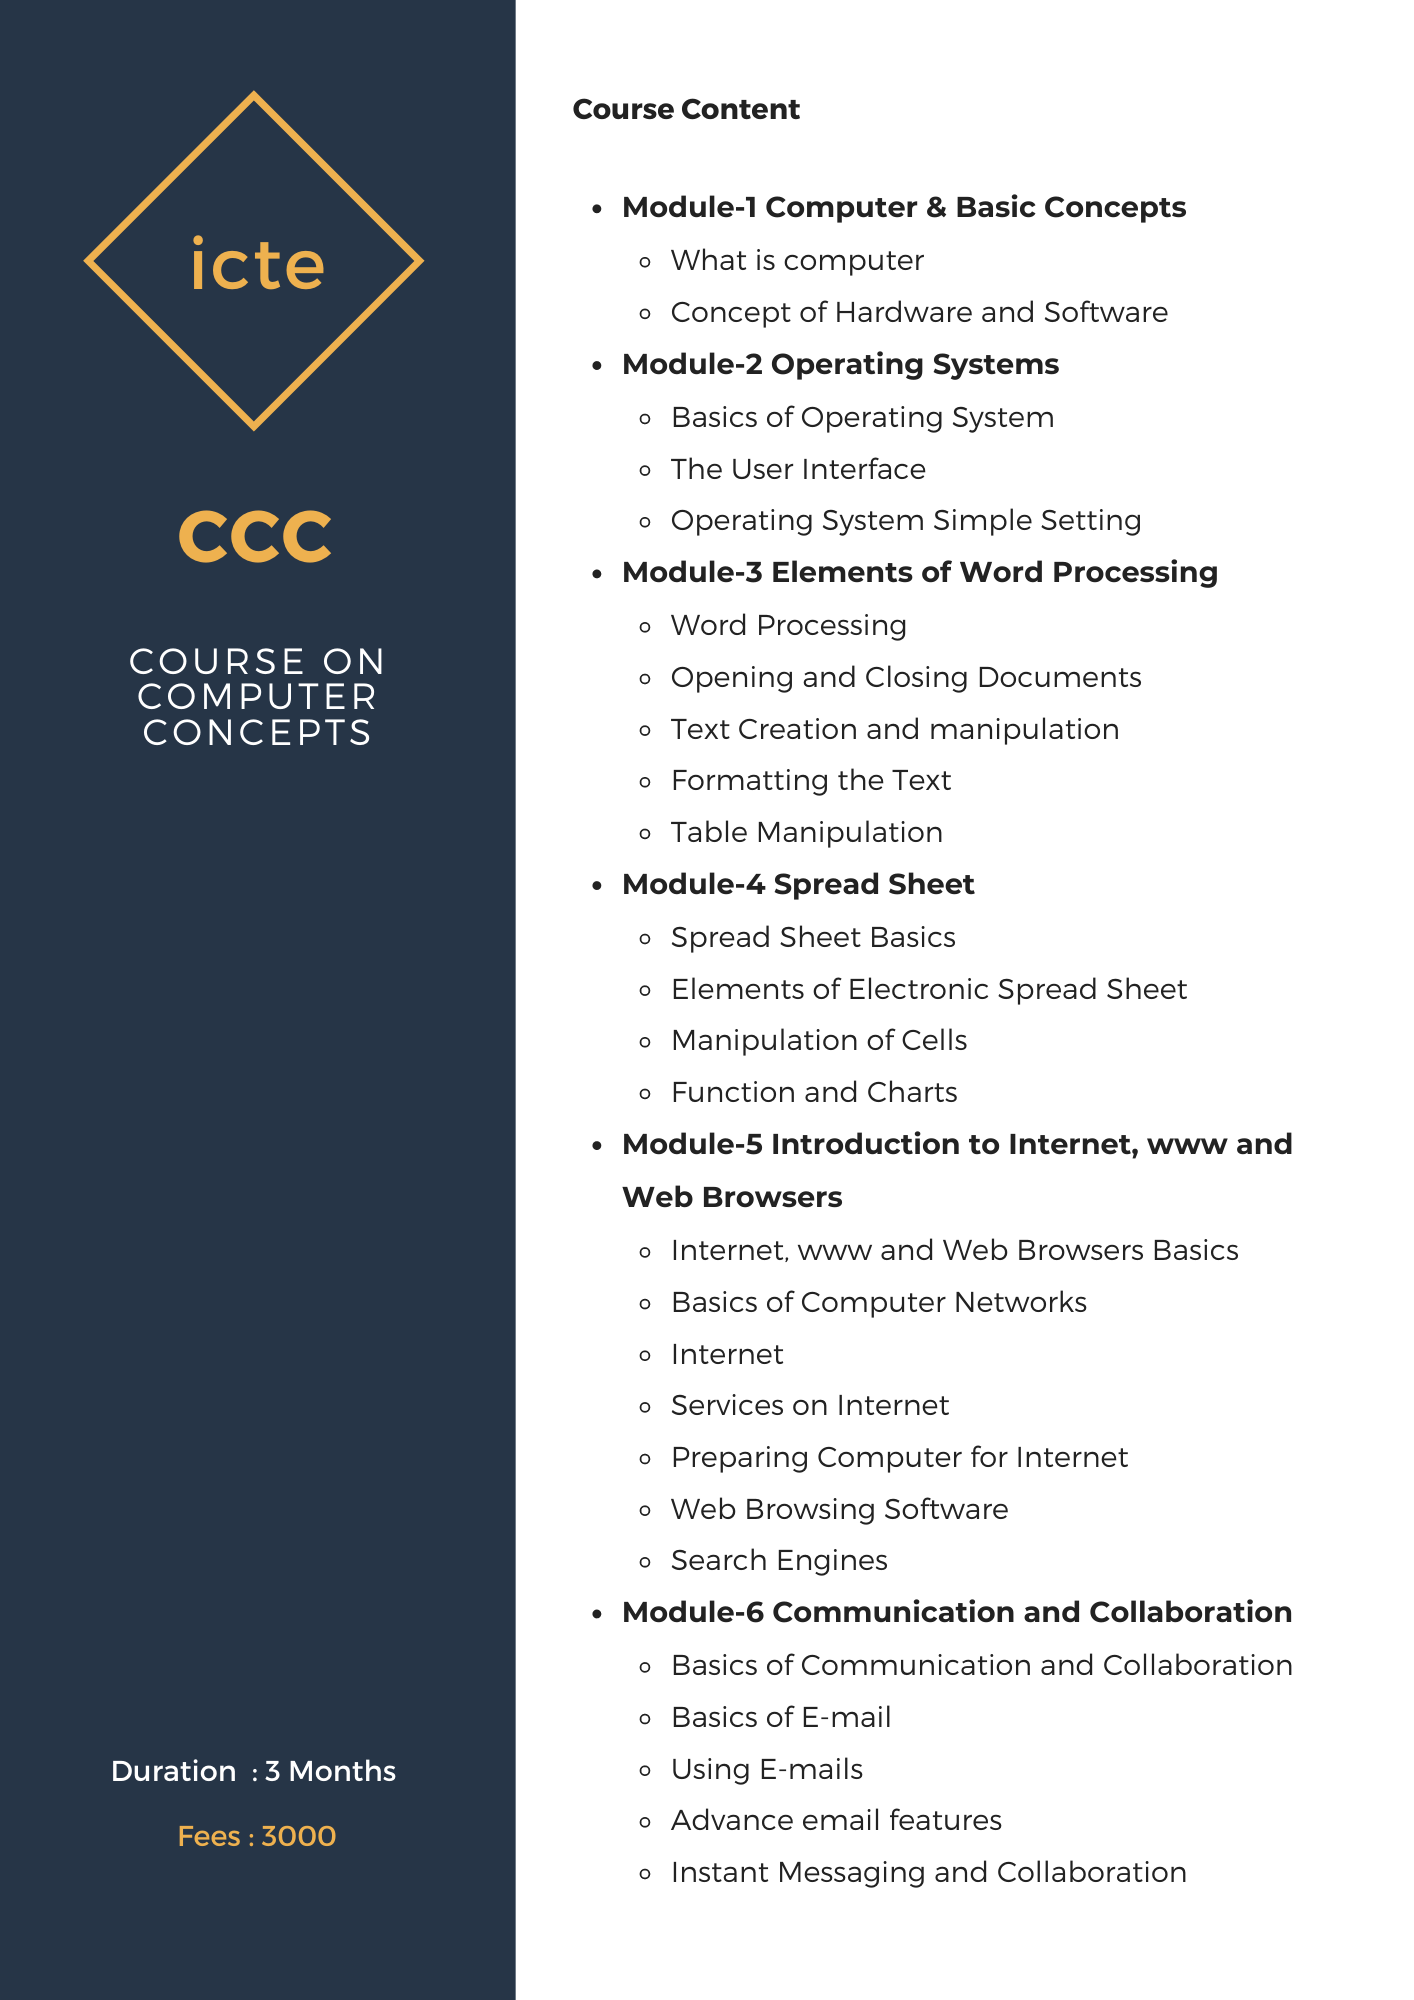 icte
CCC
COURSE ON
COMPUTER
CONCEPTS
Duration : 3 Months
Fees : 3000
Course Content
• Module-1 Computer & Basic Concepts
◦ What is computer
◦ Concept of Hardware and Software
• Module-2 Operating Systems
◦ Basics of Operating System
◦ The User Interface
◦ Operating System Simple Setting
• Module-3 Elements of Word Processing
◦ Word Processing
◦ Opening and Closing Documents
◦ Text Creation and manipulation
◦ Formatting the Text
◦ Table Manipulation
• Module-4 Spread Sheet
◦ Spread Sheet Basics
◦ Elements of Electronic Spread Sheet
◦ Manipulation of Cells
◦ Function and Charts
• Module-5 Introduction to Internet, www and
Web Browsers
◦ Internet, www and Web Browsers Basics
◦ Basics of Computer Networks
◦ Internet
◦ Services on Internet
◦ Preparing Computer for Internet
◦ Web Browsing Software
◦ Search Engines
• Module-6 Communication and Collaboration
◦ Basics of Communication and Collaboration
◦ Basics of E-mail
◦ Using E-mails
◦ Advance email features
◦ Instant Messaging and Collaboration